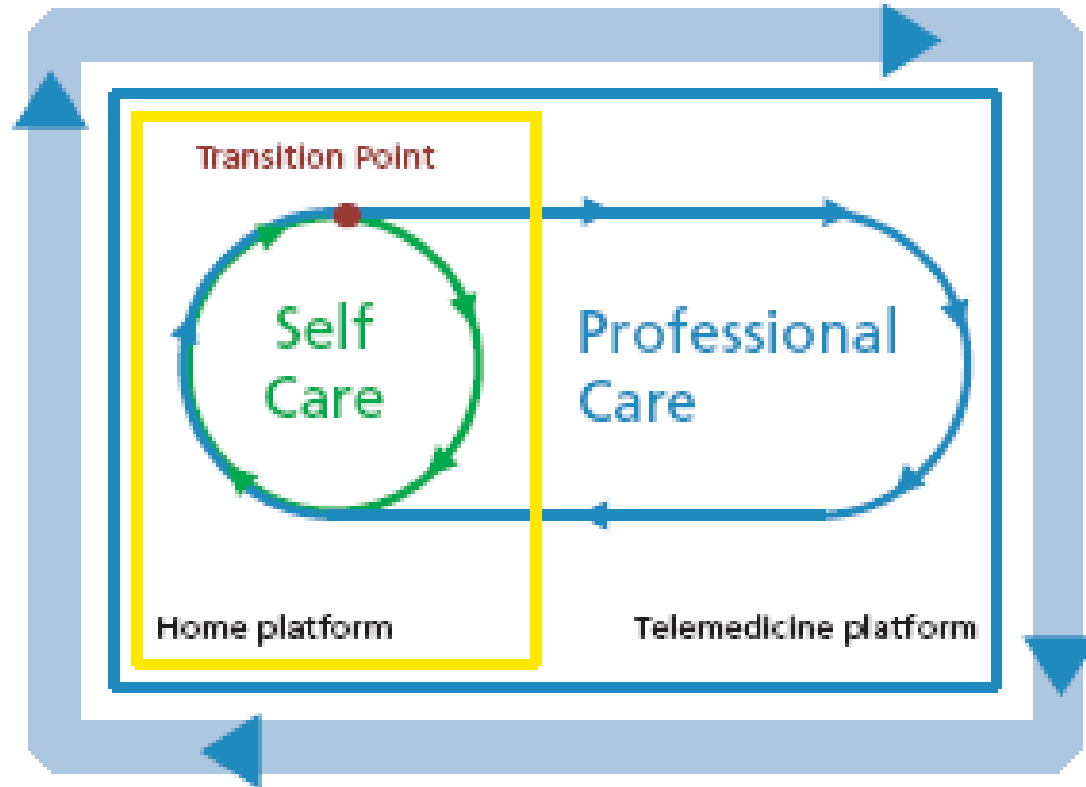 Transition Point
Self
Care
Professional
Care
Home platform
Telemedicine platform